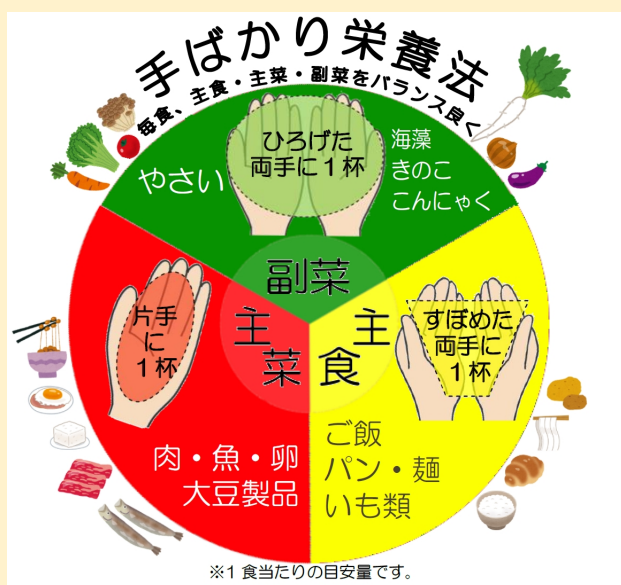 手ばかり栄養法
毎食、主食・主菜・副菜をバランス良く
ひろげた
両手に1杯
やさい
海藻
きのこ
こんにゃく
副菜
片手
に
1杯
主
菜
肉・魚・卵
大豆製品
主
食
すぼめた
両手に
1杯
ご飯
パン・麺
いも類
※1食当たりの目安量です。